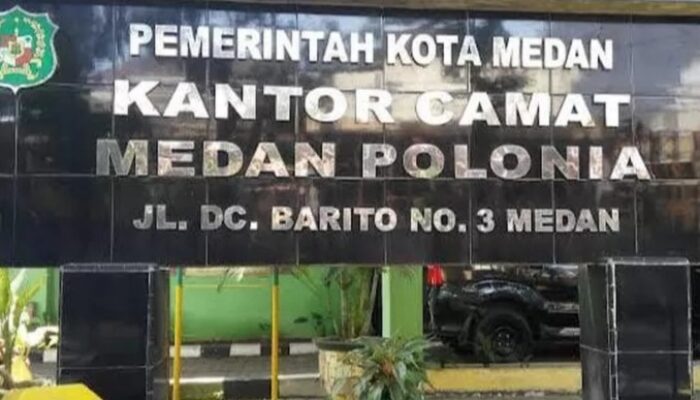 PEMERINTAH KOTA MEDAN
KANTOR CAMAT
MEDAN POLONIA
JL. DC. BARITO NO. 3 MEDAN